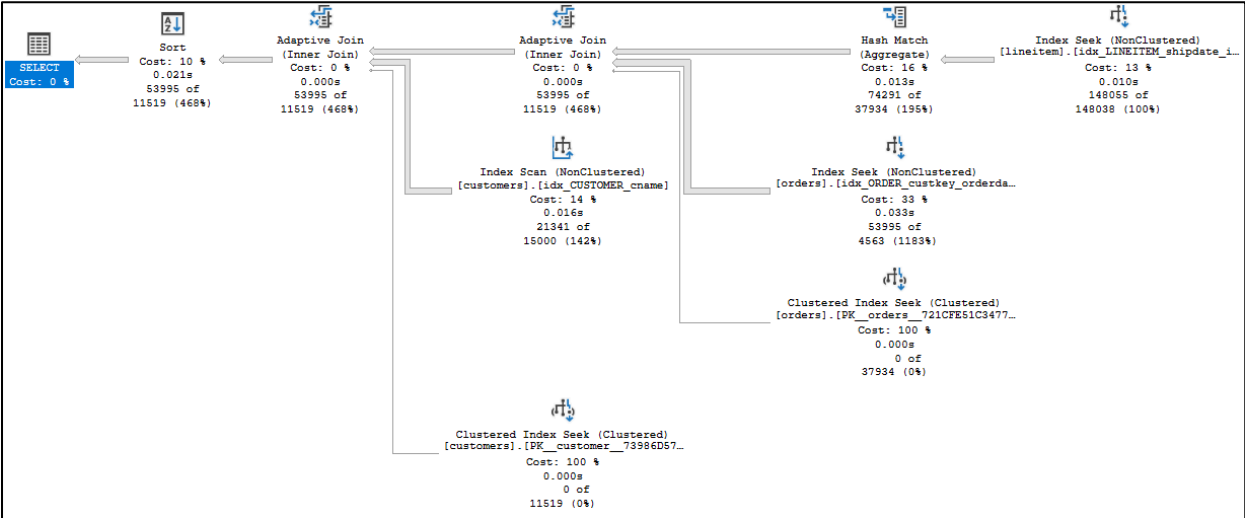 SELECT
Cost: 0 %
Sort
Cost: 10 %
0.021s
53995 of
11519 (468%)
Adaptive Join
(Inner Join)
Cost: 0 %
0.000s
53995 of
11519 (468%)
Adaptive Join
(Inner Join)
Cost: 0 %
0.000s
53995 of
11519 (468%)
Hash Match
(Aggregate)
Cost: 16 %
0.013s
74291 of
37934 (195%)
Index Seek (NonClustered)
[lineitem].[idx_LINEITEM_shipdate_i…
Cost: 13 %
0.010s
148055 of
148038 (100%)
Index Scan (NonClustered)
[customers].[idx_CUSTOMER_cname]
Cost: 14 %
0.016s
21341 of
15000 (142%)
Index Seek (NonClustered)
[orders].[idx_ORDER_custkey_orderda…
Cost: 33 %
0.033s
53995 of
4563 (1183%)
Clustered Index Seek (Clustered)
[orders].[PK__orders__721CFE51C3477…
Cost: 100 %
0.000s
0 of
37934 (0%)
Clustered Index Seek (Clustered)
[customers].[PK__customer__73986D57…
Cost: 100 %
0.000s
0 of
11519 (0%)